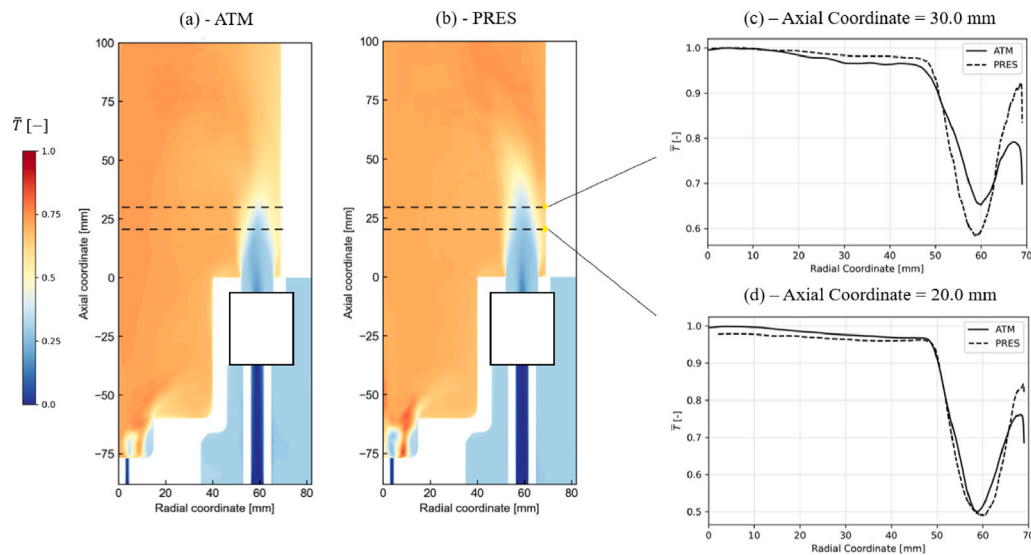 (a) - ATM
(b) - PRES
(c) – Axial Coordinate = 30.0 mm
T̄ [–]
1.0
0.8
0.6
0.4
0.2
0.0
Axial coordinate [mm]
100
75
50
25
0
−25
−50
−75
0 20 40 60 80
Radial coordinate [mm]
Axial coordinate [mm]
100
75
50
25
0
−25
−50
−75
0 20 40 60 80
Radial coordinate [mm]
T̄ [-]
1.0
0.9
0.8
0.7
0.6
ATM
PRES
0 10 20 30 40 50 60 70
Radial Coordinate [mm]
(d) – Axial Coordinate = 20.0 mm
T̄ [-]
1.0
0.9
0.8
0.7
0.6
0.5
ATM
PRES
0 10 20 30 40 50 60 70
Radial Coordinate [mm]